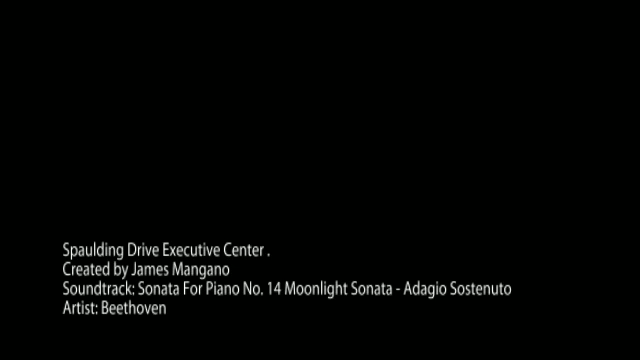 Spaulding Drive Executive Center .
Created by James Mangano
Soundtrack: Sonata For Piano No. 14 Moonlight Sonata - Adagio Sostenuto
Artist: Beethoven